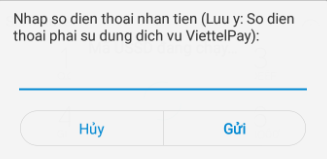 Nhap so dien thoai nhan tien (Luu y: So dien
thoai phai su dung dich vu ViettelPay):
Hủy
Gửi